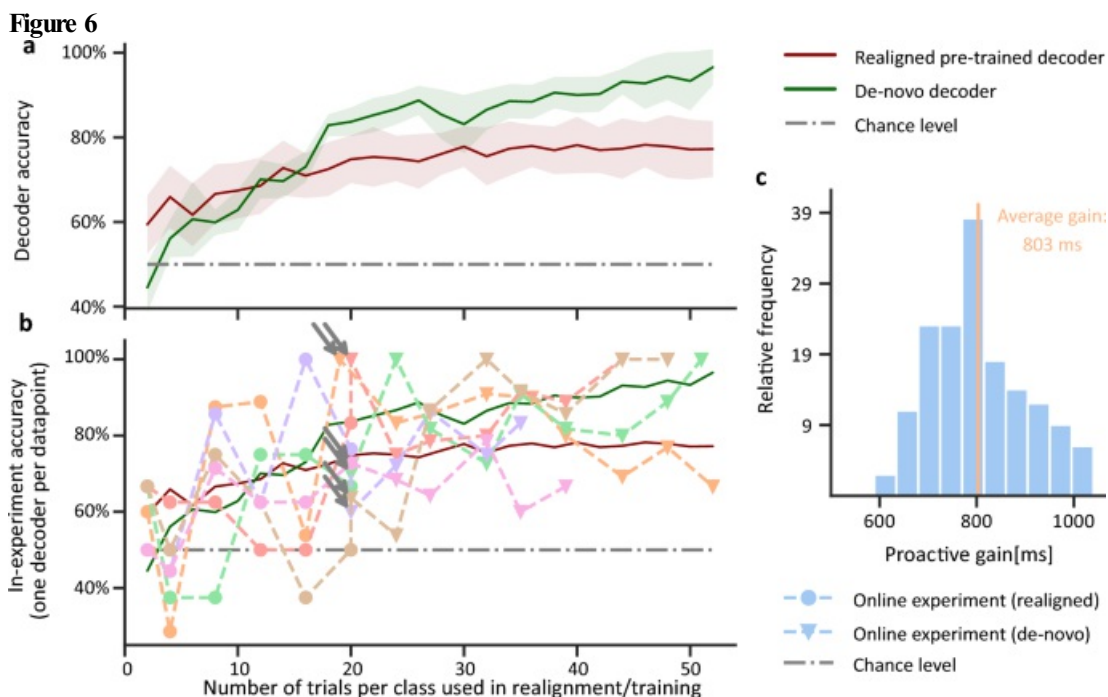 Figure 6
a
100%
80%
60%
40%
Decoder accuracy
Realigned pre-trained decoder
De-novo decoder
Chance level
b
100%
80%
60%
40%
In-experiment accuracy
(one decoder per datapoint)
0
10
20
30
40
50
Number of trials per class used in realignment/training
c
39
29
19
9
Relative frequency
Average gain:
803 ms
600
800
1000
Proactive gain[ms]
Online experiment (realigned)
Online experiment (de-novo)
Chance level